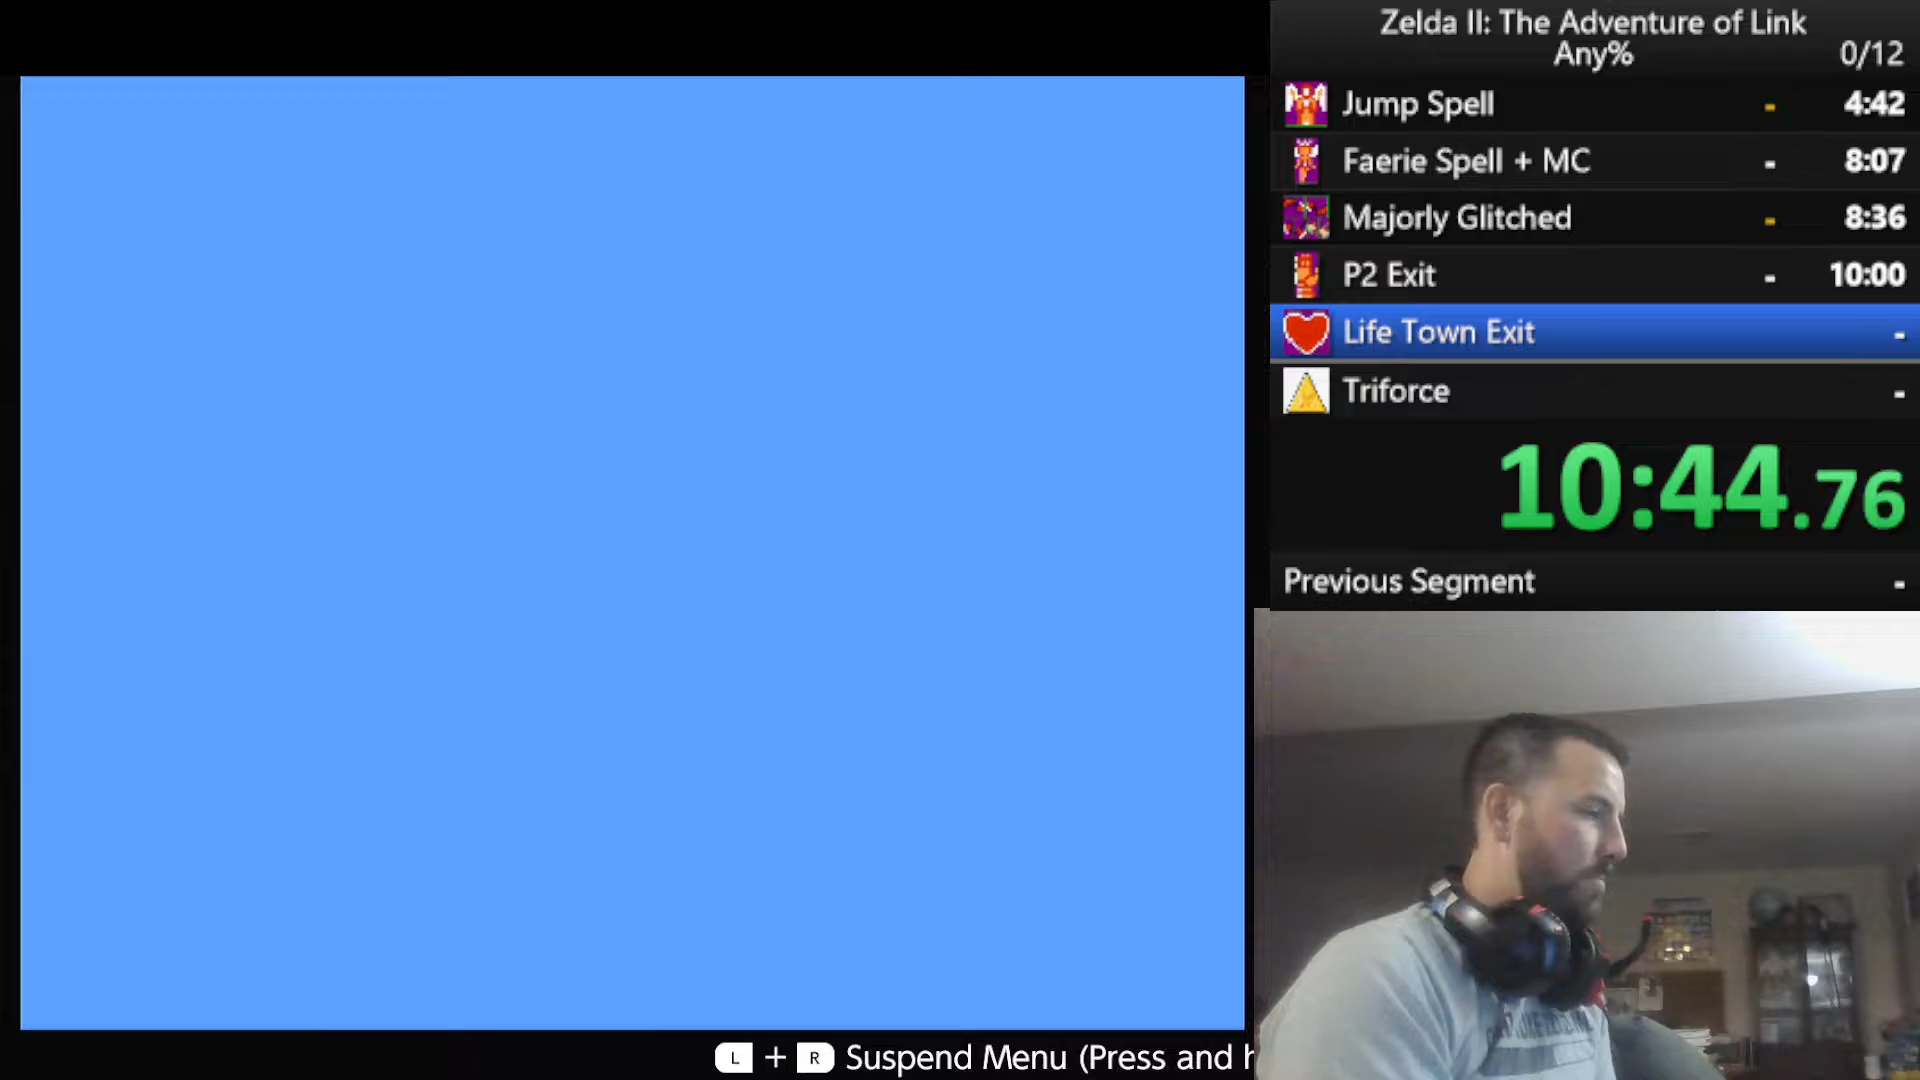 Zelda II: The Adventure of Link
Any% 0/12
Jump Spell - 4:42
Faerie Spell + MC - 8:07
Majorly Glitched - 8:36
P2 Exit - 10:00
Life Town Exit -
Triforce -
10:44.76
Previous Segment -
L + R Suspend Menu (Press and h